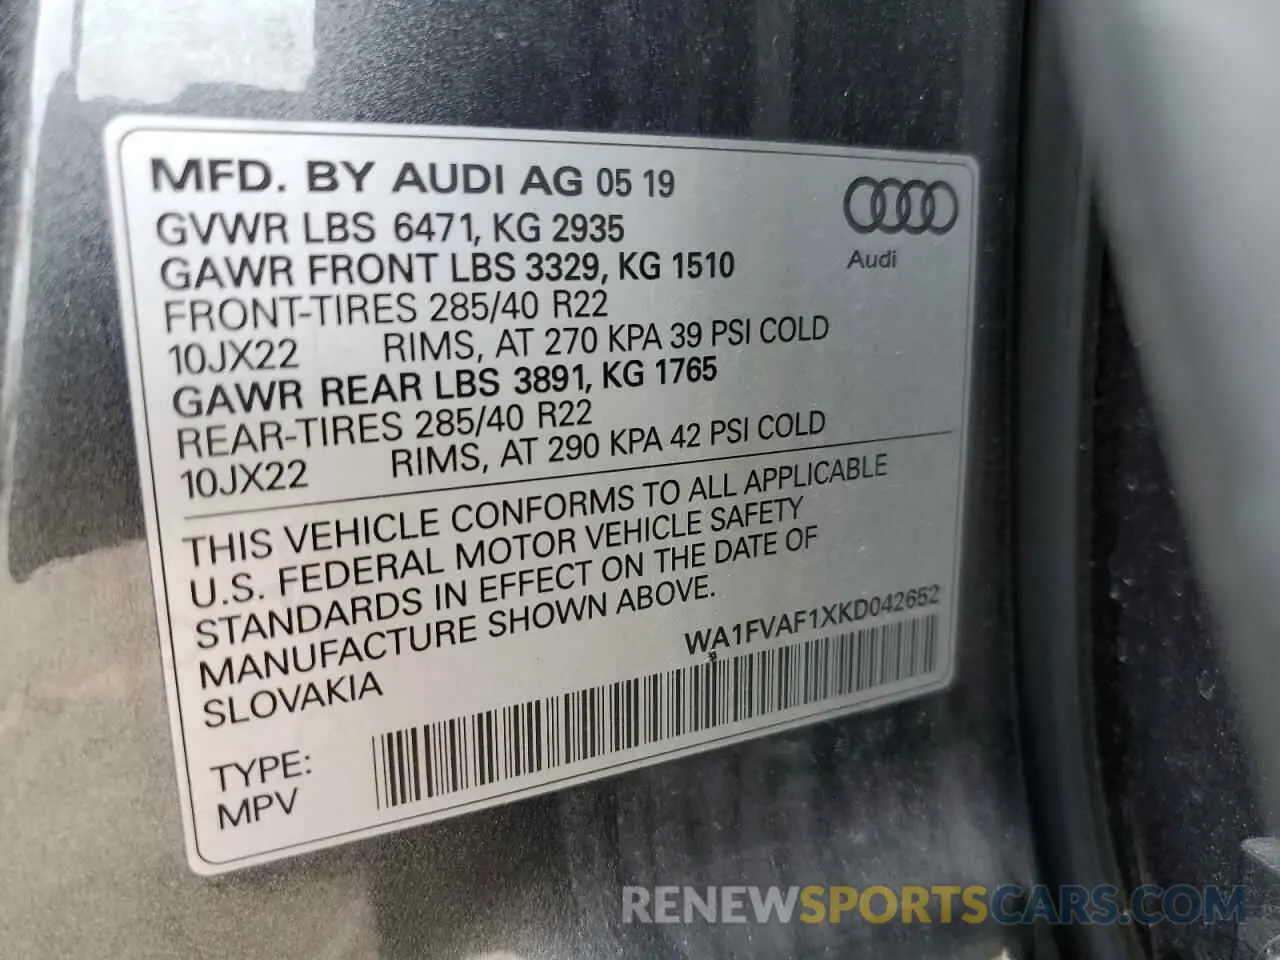 MFD. BY AUDI AG 05 19
GVWR LBS 6471, KG 2935
GAWR FRONT LBS 3329, KG 1510
FRONT-TIRES 285/40 R22
10JX22 RIMS, AT 270 KPA 39 PSI COLD
GAWR REAR LBS 3891, KG 1765
REAR-TIRES 285/40 R22
10JX22 RIMS, AT 290 KPA 42 PSI COLD
Audi
THIS VEHICLE CONFORMS TO ALL APPLICABLE
U.S. FEDERAL MOTOR VEHICLE SAFETY
STANDARDS IN EFFECT ON THE DATE OF
MANUFACTURE SHOWN ABOVE.
SLOVAKIA
WA1FVAF1XKD042652
TYPE:
MPV
RENEWSPORTSCARS.COM